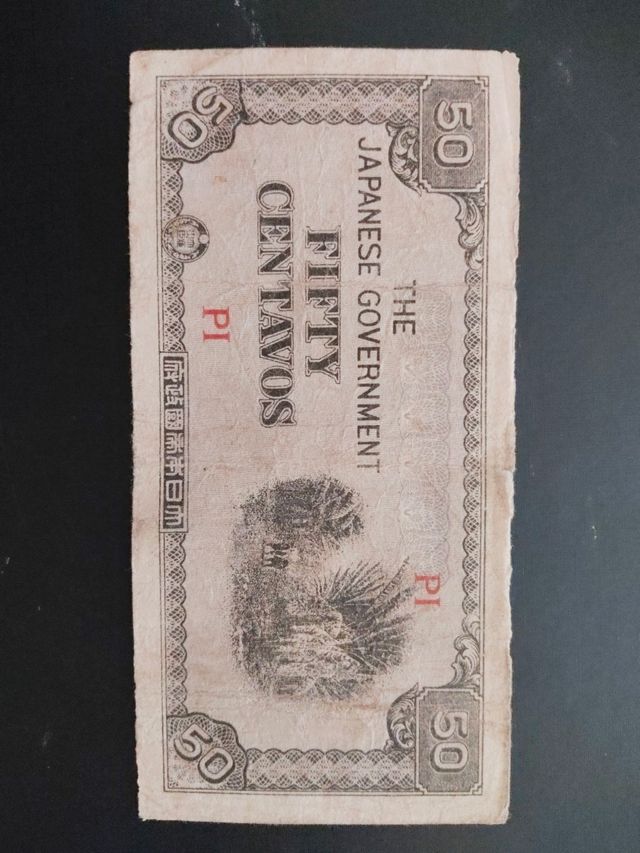 50 50
THE
JAPANESE GOVERNMENT
PI
FIFTY
CENTAVOS
PI
50 50
大日本帝國政府